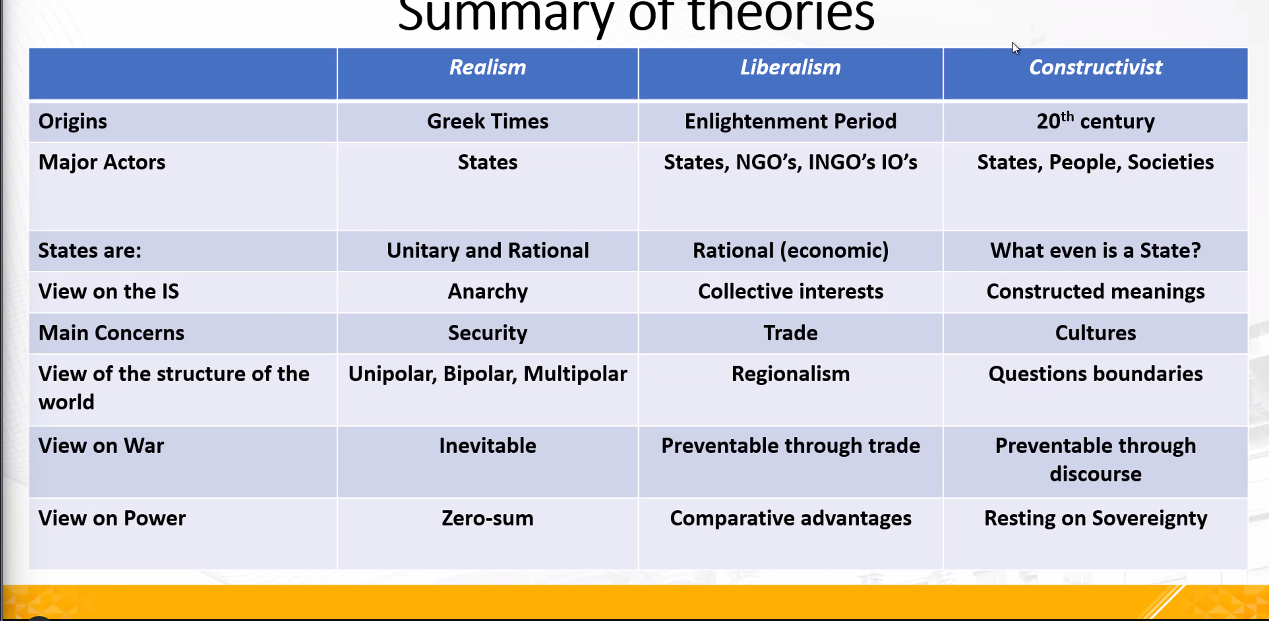 Summary of theories
Realism Liberalism Constructivist
Origins Greek Times Enlightenment Period 20th century
Major Actors States States, NGO’s, INGO’s IO’s States, People, Societies
States are: Unitary and Rational Rational (economic) What even is a State?
View on the IS Anarchy Collective interests Constructed meanings
Main Concerns Security Trade Cultures
View of the structure of the Unipolar, Bipolar, Multipolar Regionalism Questions boundaries
world
View on War Inevitable Preventable through trade Preventable through
discourse
View on Power Zero-sum Comparative advantages Resting on Sovereignty